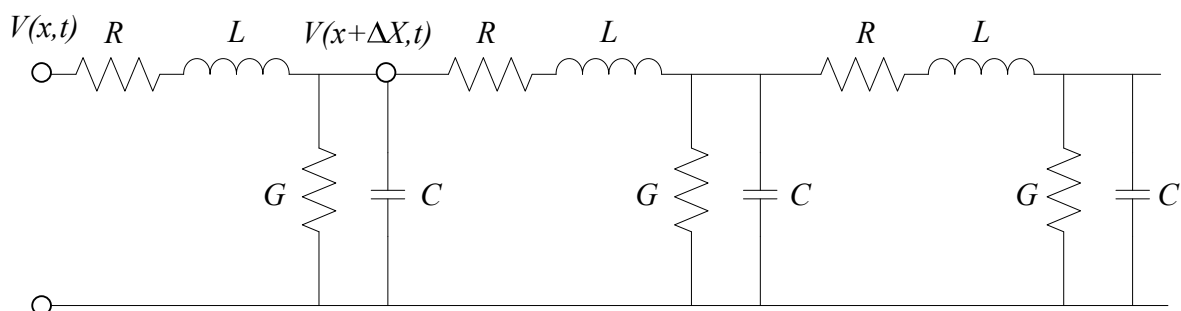 V(x,t) R L V(x+ΔX,t) R L R L
G C G C G C